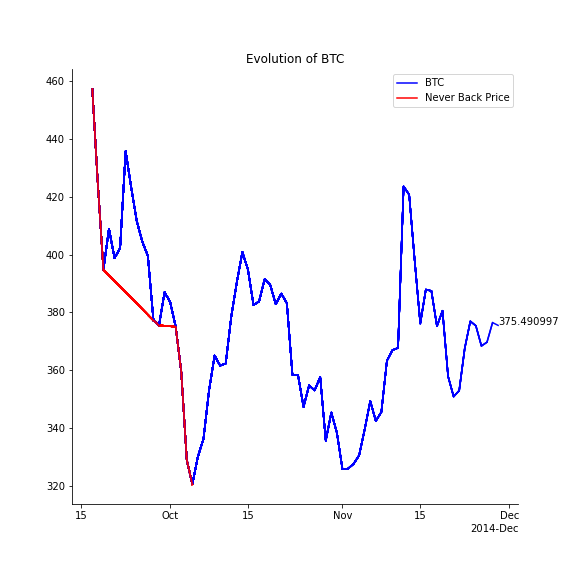 Evolution of BTC
BTC
Never Back Price
460
440
420
400
380
360
340
320
375.490997
15
Oct
15
Nov
15
Dec
2014-Dec